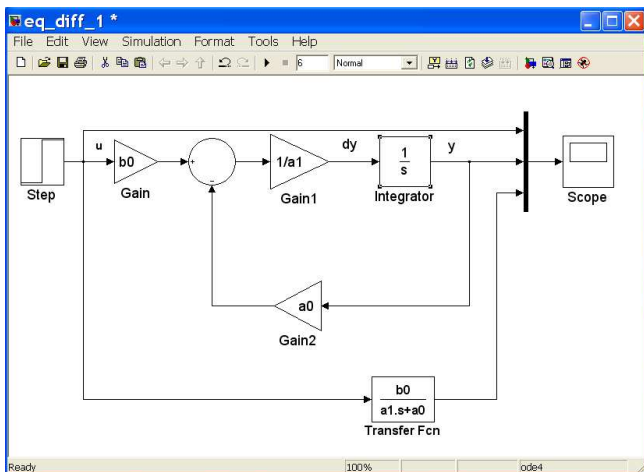 eq_diff_1 *
File Edit View Simulation Format Tools Help
6 Normal
u
b0
+
-
1/a1
dy
1
s
y
Step
Gain
Gain1
Integrator
Scope
a0
Gain2
b0
a1.s+a0
Transfer Fcn
Ready 100% ode4